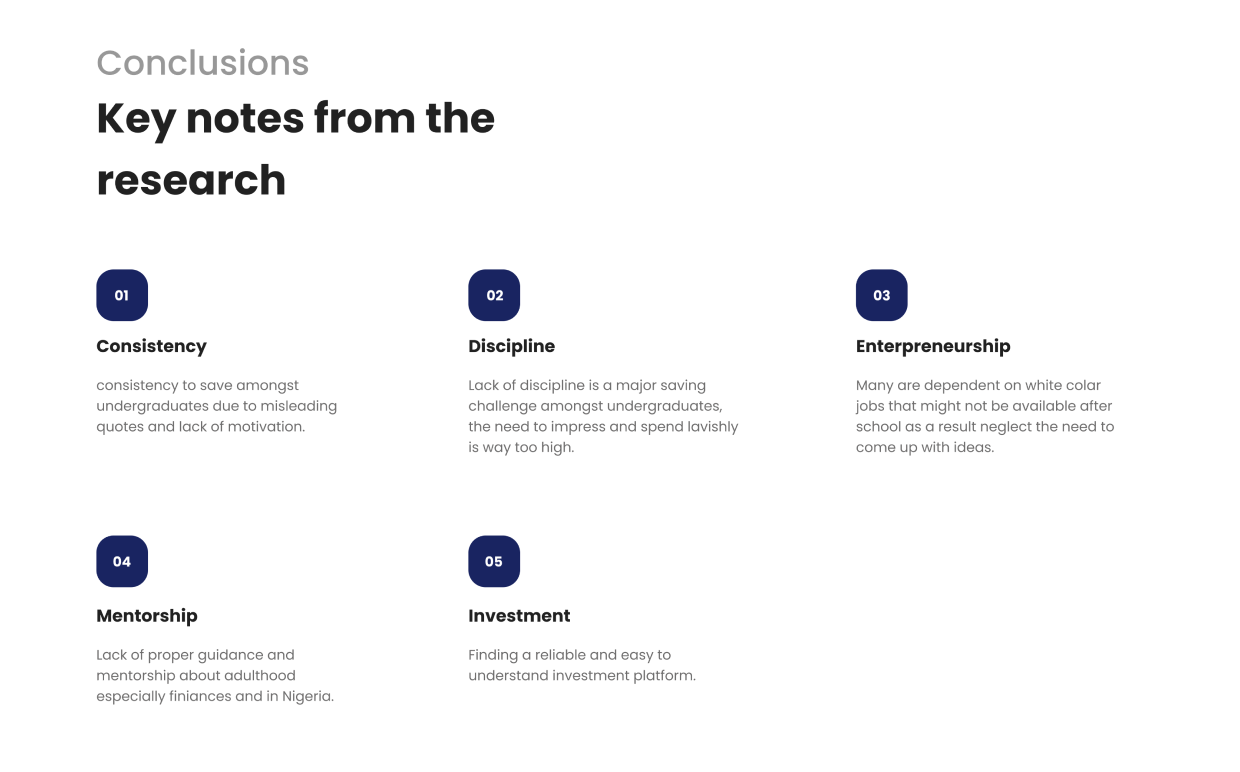 Conclusions
Key notes from the
research
01
Consistency
consistency to save amongst
undergraduates due to misleading
quotes and lack of motivation.
02
Discipline
Lack of discipline is a major saving
challenge amongst undergraduates,
the need to impress and spend lavishly
is way too high.
03
Enterpreneurship
Many are dependent on white colar
jobs that might not be available after
school as a result neglect the need to
come up with ideas.
04
Mentorship
Lack of proper guidance and
mentorship about adulthood
especially finiances and in Nigeria.
05
Investment
Finding a reliable and easy to
understand investment platform.